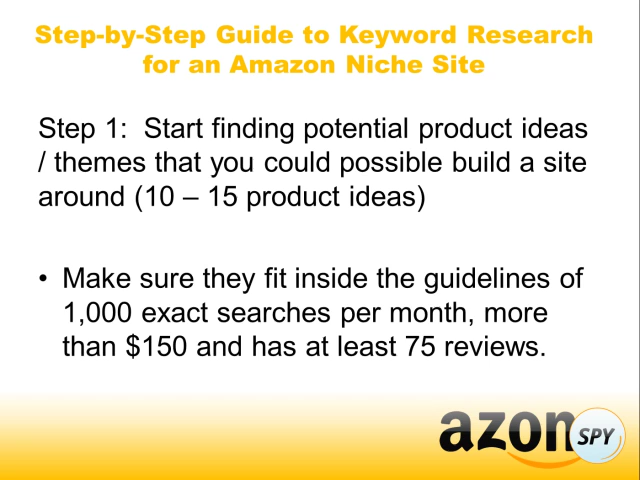 Step-by-Step Guide to Keyword Research
for an Amazon Niche Site
Step 1:  Start finding potential product ideas
/ themes that you could possible build a site
around (10 – 15 product ideas)
• Make sure they fit inside the guidelines of
1,000 exact searches per month, more
than $150 and has at least 75 reviews.
azon SPY